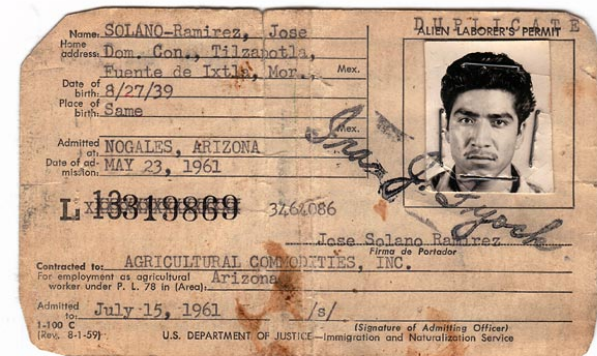 DUPLICATE
ALIEN LABORER'S PERMIT
Name: SOLANO-Ramirez, Jose
Home address: Dom. Con., Tilzapotla,
Fuente de Ixtla, Mor., Mex.
Date of birth: 8/27/39
Place of birth: Same
Mex.
Admitted at: NOGALES, ARIZONA
Date of admission: MAY 23, 1961
L 13319869 3464086
Jose Solano Ramirez
Firma de Portador
Contracted to: AGRICULTURAL COMMODITIES, INC.
For employment as agricultural worker under P. L. 78 in (Area): Arizona
Admitted to: July 15, 1961 /s/
(Signature of Admitting Officer)
I-100 C
(Rev. 8-1-59) U.S. DEPARTMENT OF JUSTICE—Immigration and Naturalization Service